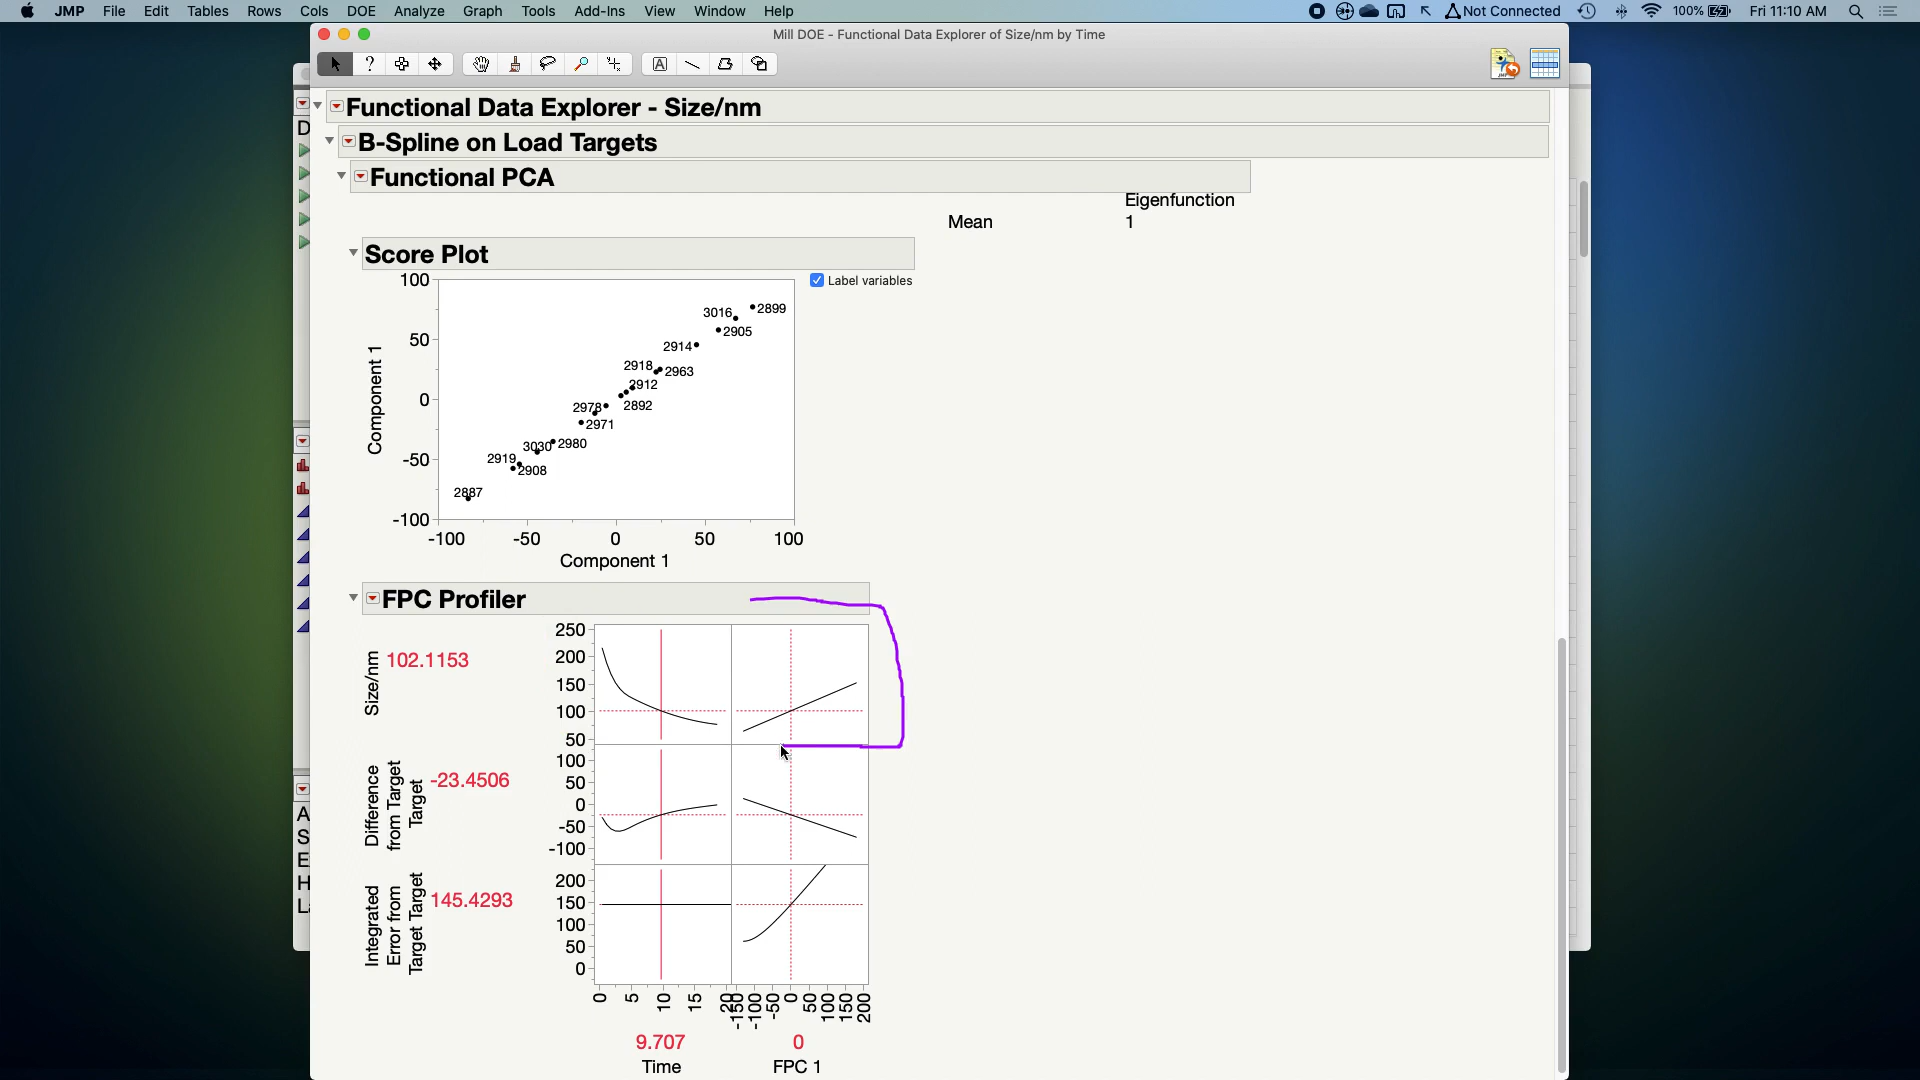 JMP File Edit Tables Rows Cols DOE Analyze Graph Tools Add-Ins View Window Help Not Connected 100% Fri 11:10 AM
Mill DOE - Functional Data Explorer of Size/nm by Time
Functional Data Explorer - Size/nm
B-Spline on Load Targets
Functional PCA
Mean
Eigenfunction
1
Score Plot
Label variables
100
50
0
-50
-100
Component 1
3016
2899
2905
2914
2918
2963
2912
2978
2892
2971
3030
2980
2919
2908
2887
-100 -50 0 50 100
Component 1
FPC Profiler
Size/nm
102.1153
250
200
150
100
50
Difference
from Target
Target
-23.4506
100
50
0
-50
-100
Integrated
Error from
Target Target
145.4293
200
150
100
50
0
0 5 10 15 20
-150 -100 -50 0 50 100 150 200
9.707
Time
0
FPC 1